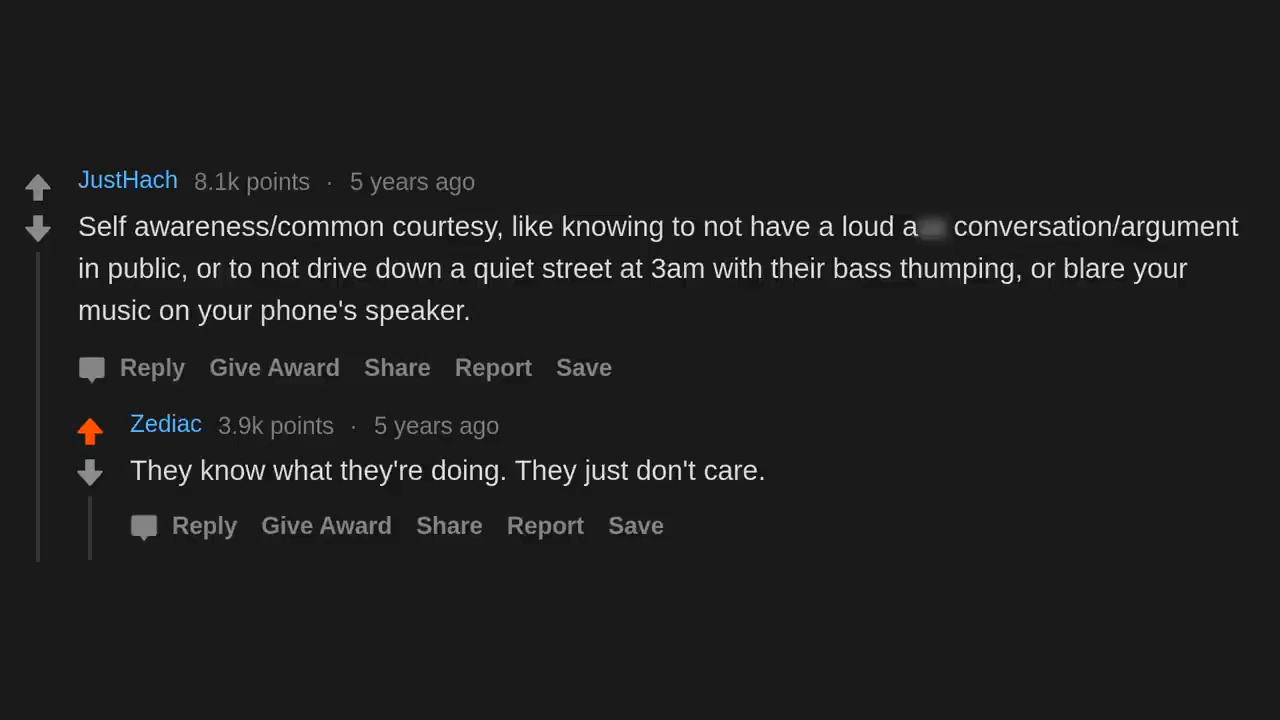 JustHach 8.1k points · 5 years ago
Self awareness/common courtesy, like knowing to not have a loud a conversation/argument
in public, or to not drive down a quiet street at 3am with their bass thumping, or blare your
music on your phone's speaker.
Reply Give Award Share Report Save
Zediac 3.9k points · 5 years ago
They know what they're doing. They just don't care.
Reply Give Award Share Report Save